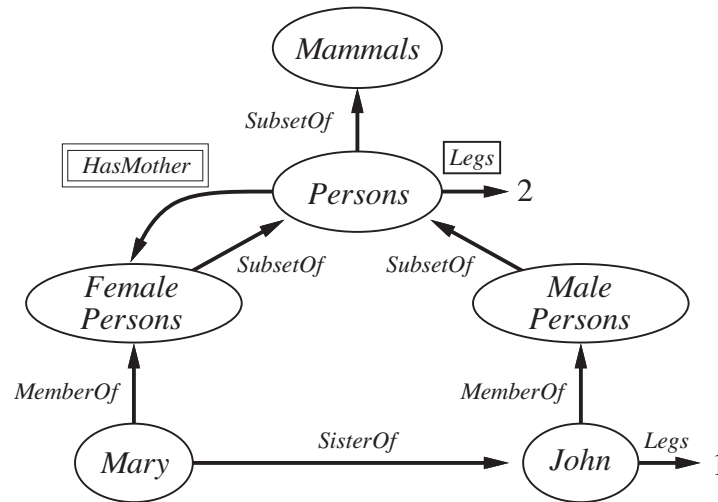 Mammals
SubsetOf
HasMother
Legs
Persons
2
SubsetOf
SubsetOf
Female
Persons
Male
Persons
MemberOf
MemberOf
SisterOf
Legs
Mary
John
1